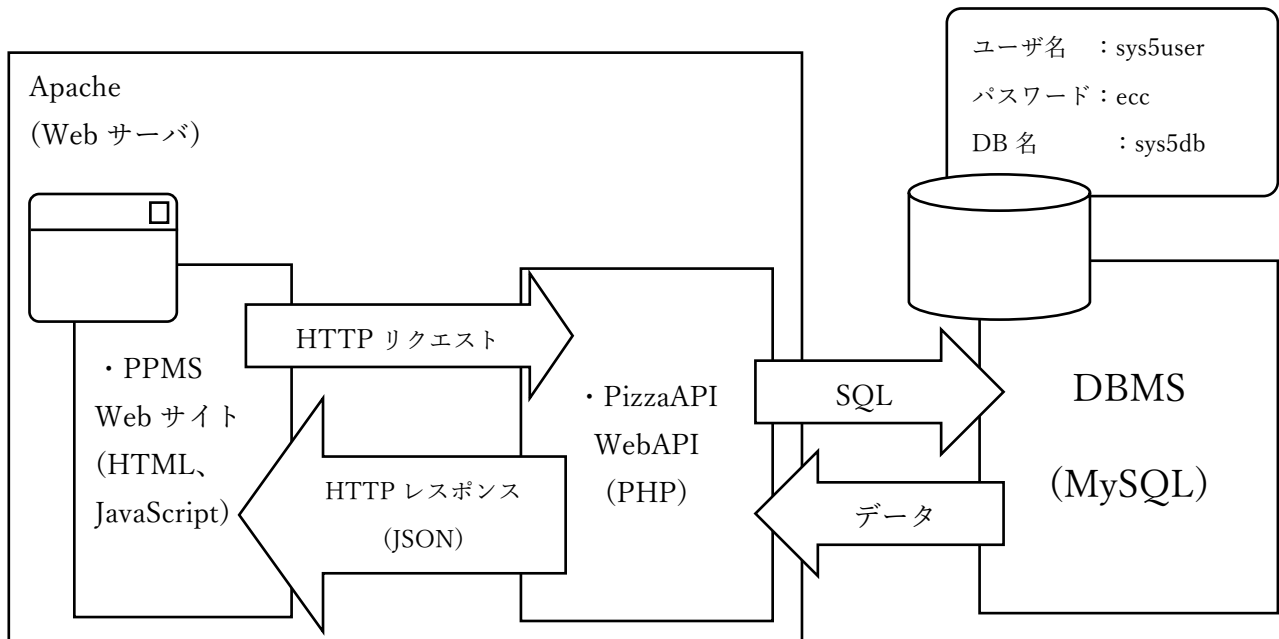 ユーザ名　：sys5user
パスワード：ecc
DB 名　　：sys5db
Apache
（Web サーバ）
・PPMS
Web サイト
（HTML、
JavaScript）
HTTP リクエスト
HTTP レスポンス
（JSON）
・PizzaAPI
WebAPI
（PHP）
SQL
データ
DBMS
（MySQL）